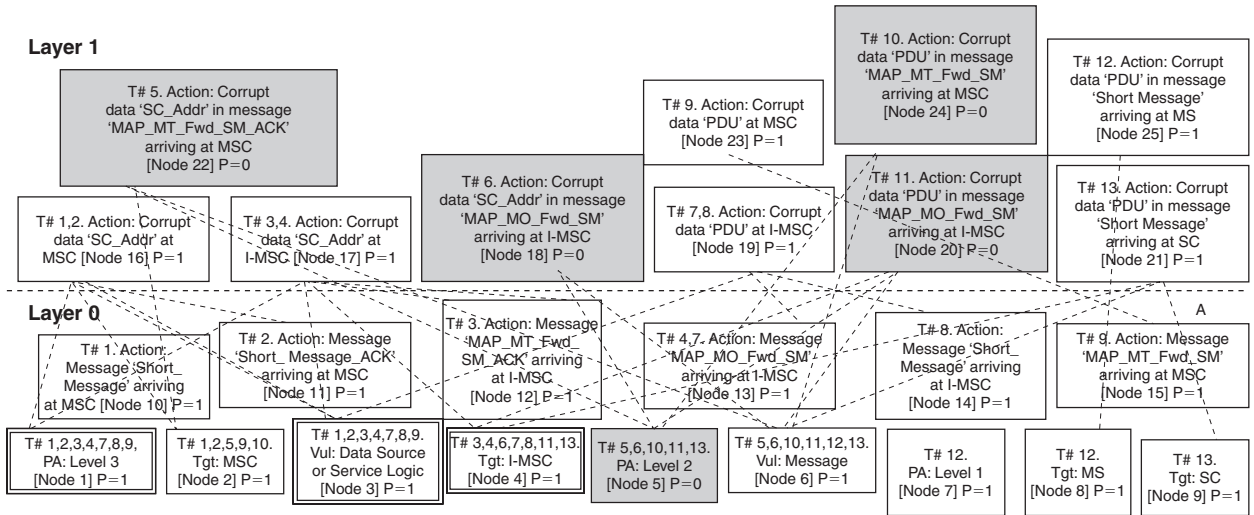 Layer 1
T# 5. Action: Corrupt
data ‘SC_Addr’ in message
‘MAP_MT_Fwd_SM_ACK’
arriving at MSC
[Node 22] P=0
T# 10. Action: Corrupt
data ‘PDU’ in message
‘MAP_MT_Fwd_SM’
arriving at MSC
[Node 24] P=0
T# 12. Action: Corrupt
data ‘PDU’ in message
‘Short Message’
arriving at MS
[Node 25] P=1
T# 9. Action: Corrupt
data ‘PDU’ at MSC
[Node 23] P=1
T# 6. Action: Corrupt
data ‘SC_Addr’ in message
‘MAP_MO_Fwd_SM’
arriving at I-MSC
[Node 18] P=0
T# 11. Action: Corrupt
data ‘PDU’ in message
‘MAP_MO_Fwd_SM’
arriving at I-MSC
[Node 20] P=0
T# 13. Action: Corrupt
data ‘PDU’ in message
‘Short Message’
arriving at SC
[Node 21] P=1
T# 1,2. Action: Corrupt
data ‘SC_Addr’ at
MSC [Node 16] P=1
T# 3,4. Action: Corrupt
data ‘SC_Addr’ at
I-MSC [Node 17] P=1
T# 7,8. Action: Corrupt
data ‘PDU’ at I-MSC
[Node 19] P=1
Layer 0
A
T# 1. Action:
Message ‘Short_
Message’ arriving
at MSC [Node 10] P=1
T# 2. Action: Message
‘Short_ Message_ACK’
arriving at MSC
[Node 11] P=1
T# 3. Action: Message
‘MAP_MT_Fwd_
SM_ACK’ arriving
at I-MSC
[Node 12] P=1
T# 4,7. Action: Message
‘MAP_MO_Fwd_SM’
arriving at I-MSC
[Node 13] P=1
T# 8. Action:
Message ‘Short_
Message’ arriving
at I-MSC
[Node 14] P=1
T# 9. Action: Message
‘MAP_MT_Fwd_SM’
arriving at MSC
[Node 15] P=1
T# 1,2,3,4,7,8,9,
PA: Level 3
[Node 1] P=1
T# 1,2,5,9,10.
Tgt: MSC
[Node 2] P=1
T# 1,2,3,4,7,8,9.
Vul: Data Source
or Service Logic
[Node 3] P=1
T# 3,4,6,7,8,11,13.
Tgt: I-MSC
[Node 4] P=1
T# 5,6,10,11,13.
PA: Level 2
[Node 5] P=0
T# 5,6,10,11,12,13.
Vul: Message
[Node 6] P=1
T# 12.
PA: Level 1
[Node 7] P=1
T# 12.
Tgt: MS
[Node 8] P=1
T# 13.
Tgt: SC
[Node 9] P=1